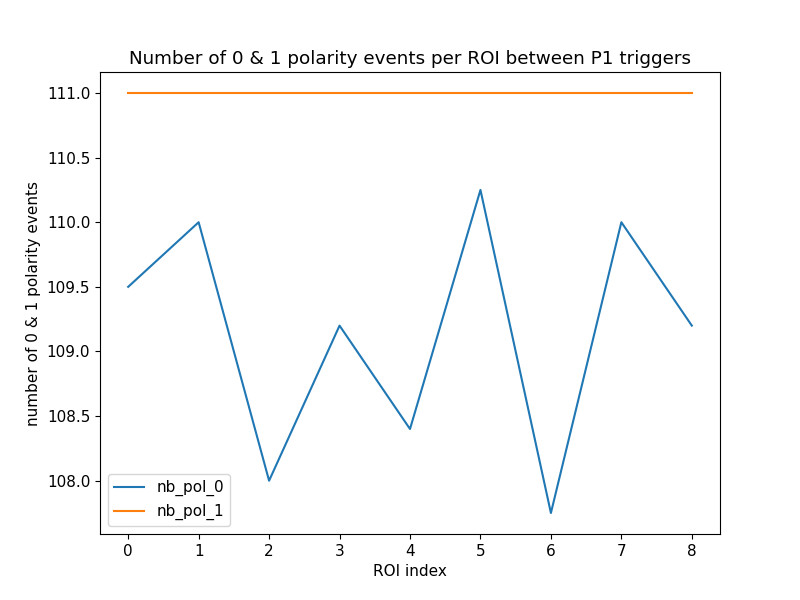 Number of 0 & 1 polarity events per ROI between P1 triggers
number of 0 & 1 polarity events
111.0
110.5
110.0
109.5
109.0
108.5
108.0
nb_pol_0
nb_pol_1
0 1 2 3 4 5 6 7 8
ROI index